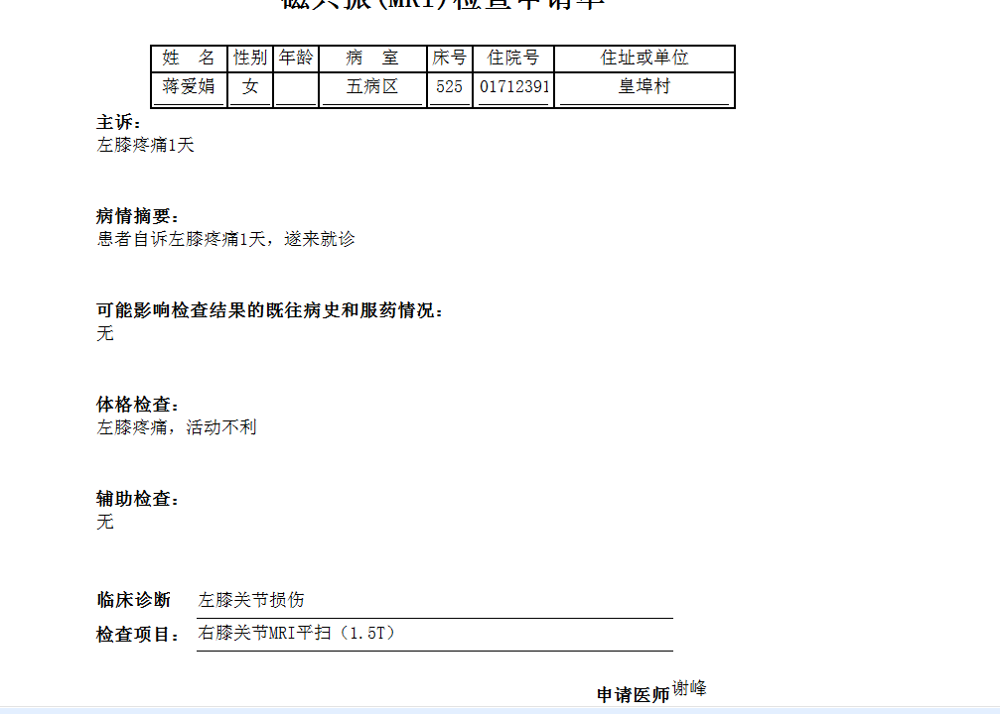 磁共振(MRI)检查申请单
姓 名 性别 年龄 病 室 床号 住院号 住址或单位
蒋爱娟 女 五病区 525 01712391 皇埠村
主诉：
左膝疼痛1天
病情摘要：
患者自诉左膝疼痛1天，遂来就诊
可能影响检查结果的既往病史和服药情况：
无
体格检查：
左膝疼痛，活动不利
辅助检查：
无
临床诊断 左膝关节损伤
检查项目： 右膝关节MRI平扫（1.5T）
申请医师 谢峰